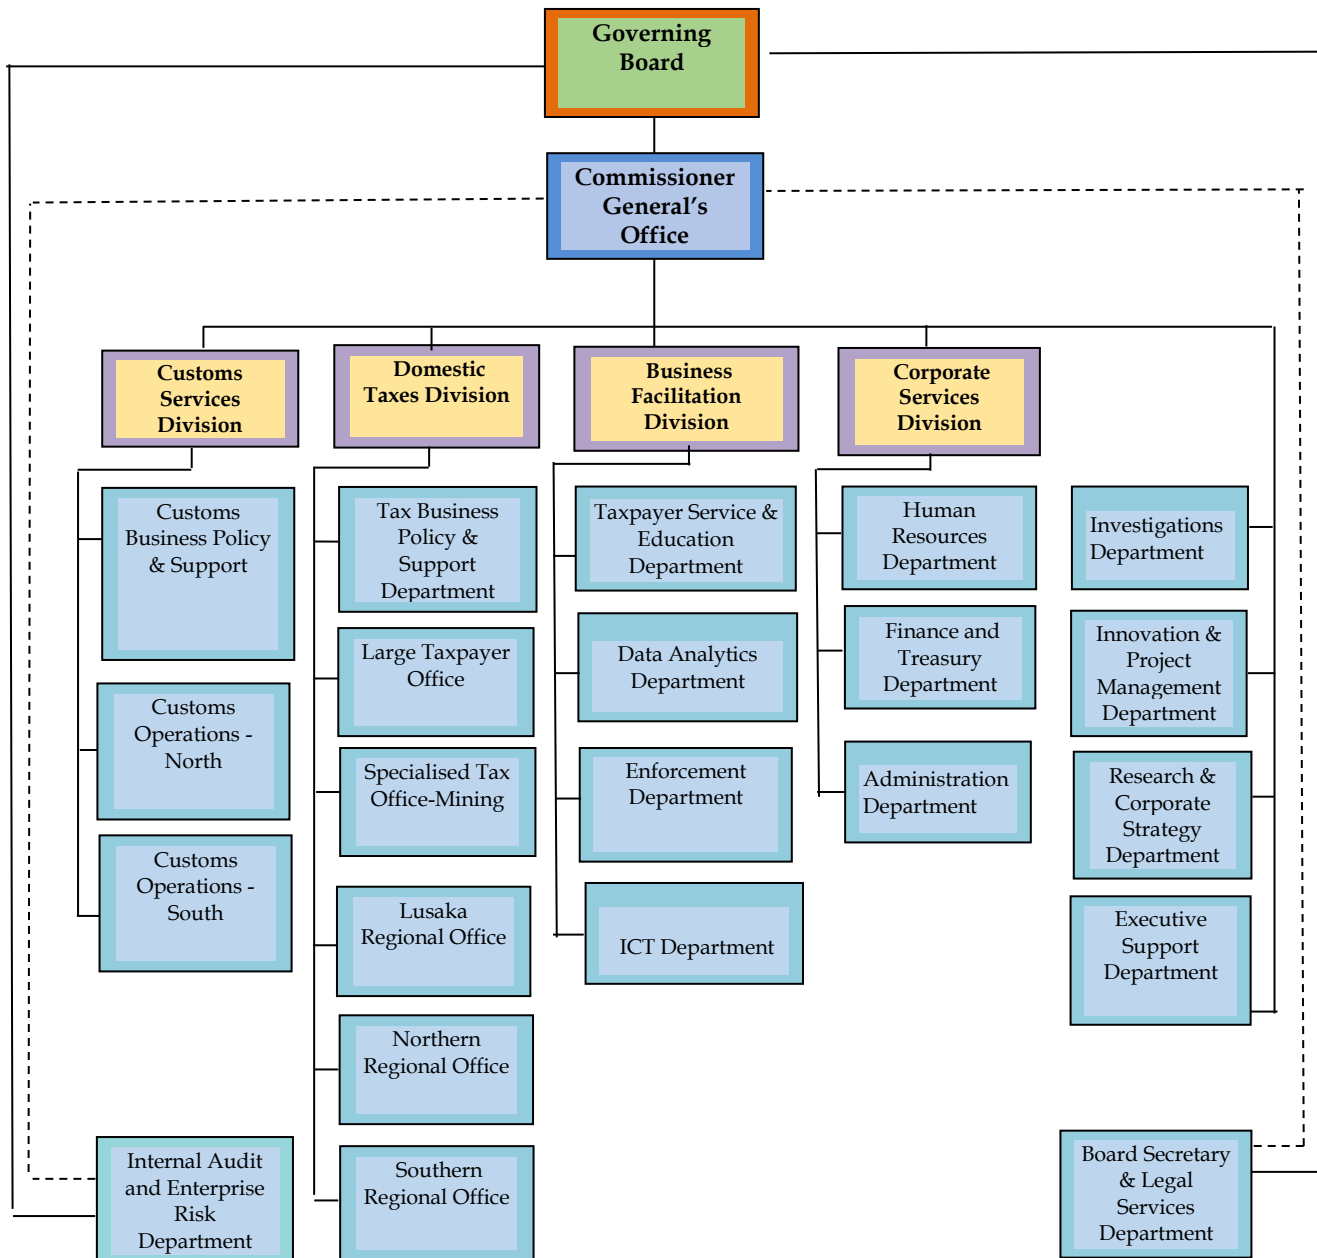 Governing
Board
Commissioner
General's
Office
Customs
Services
Division
Domestic
Taxes Division
Business
Facilitation
Division
Corporate
Services
Division
Customs
Business Policy
& Support
Customs
Operations -
North
Customs
Operations -
South
Tax Business
Policy &
Support
Department
Large Taxpayer
Office
Specialised Tax
Office-Mining
Lusaka
Regional Office
Northern
Regional Office
Southern
Regional Office
Taxpayer Service &
Education
Department
Data Analytics
Department
Enforcement
Department
ICT Department
Human
Resources
Department
Finance and
Treasury
Department
Administration
Department
Investigations
Department
Innovation &
Project
Management
Department
Research &
Corporate
Strategy
Department
Executive
Support
Department
Internal Audit
and Enterprise
Risk
Department
Board Secretary
& Legal
Services
Department